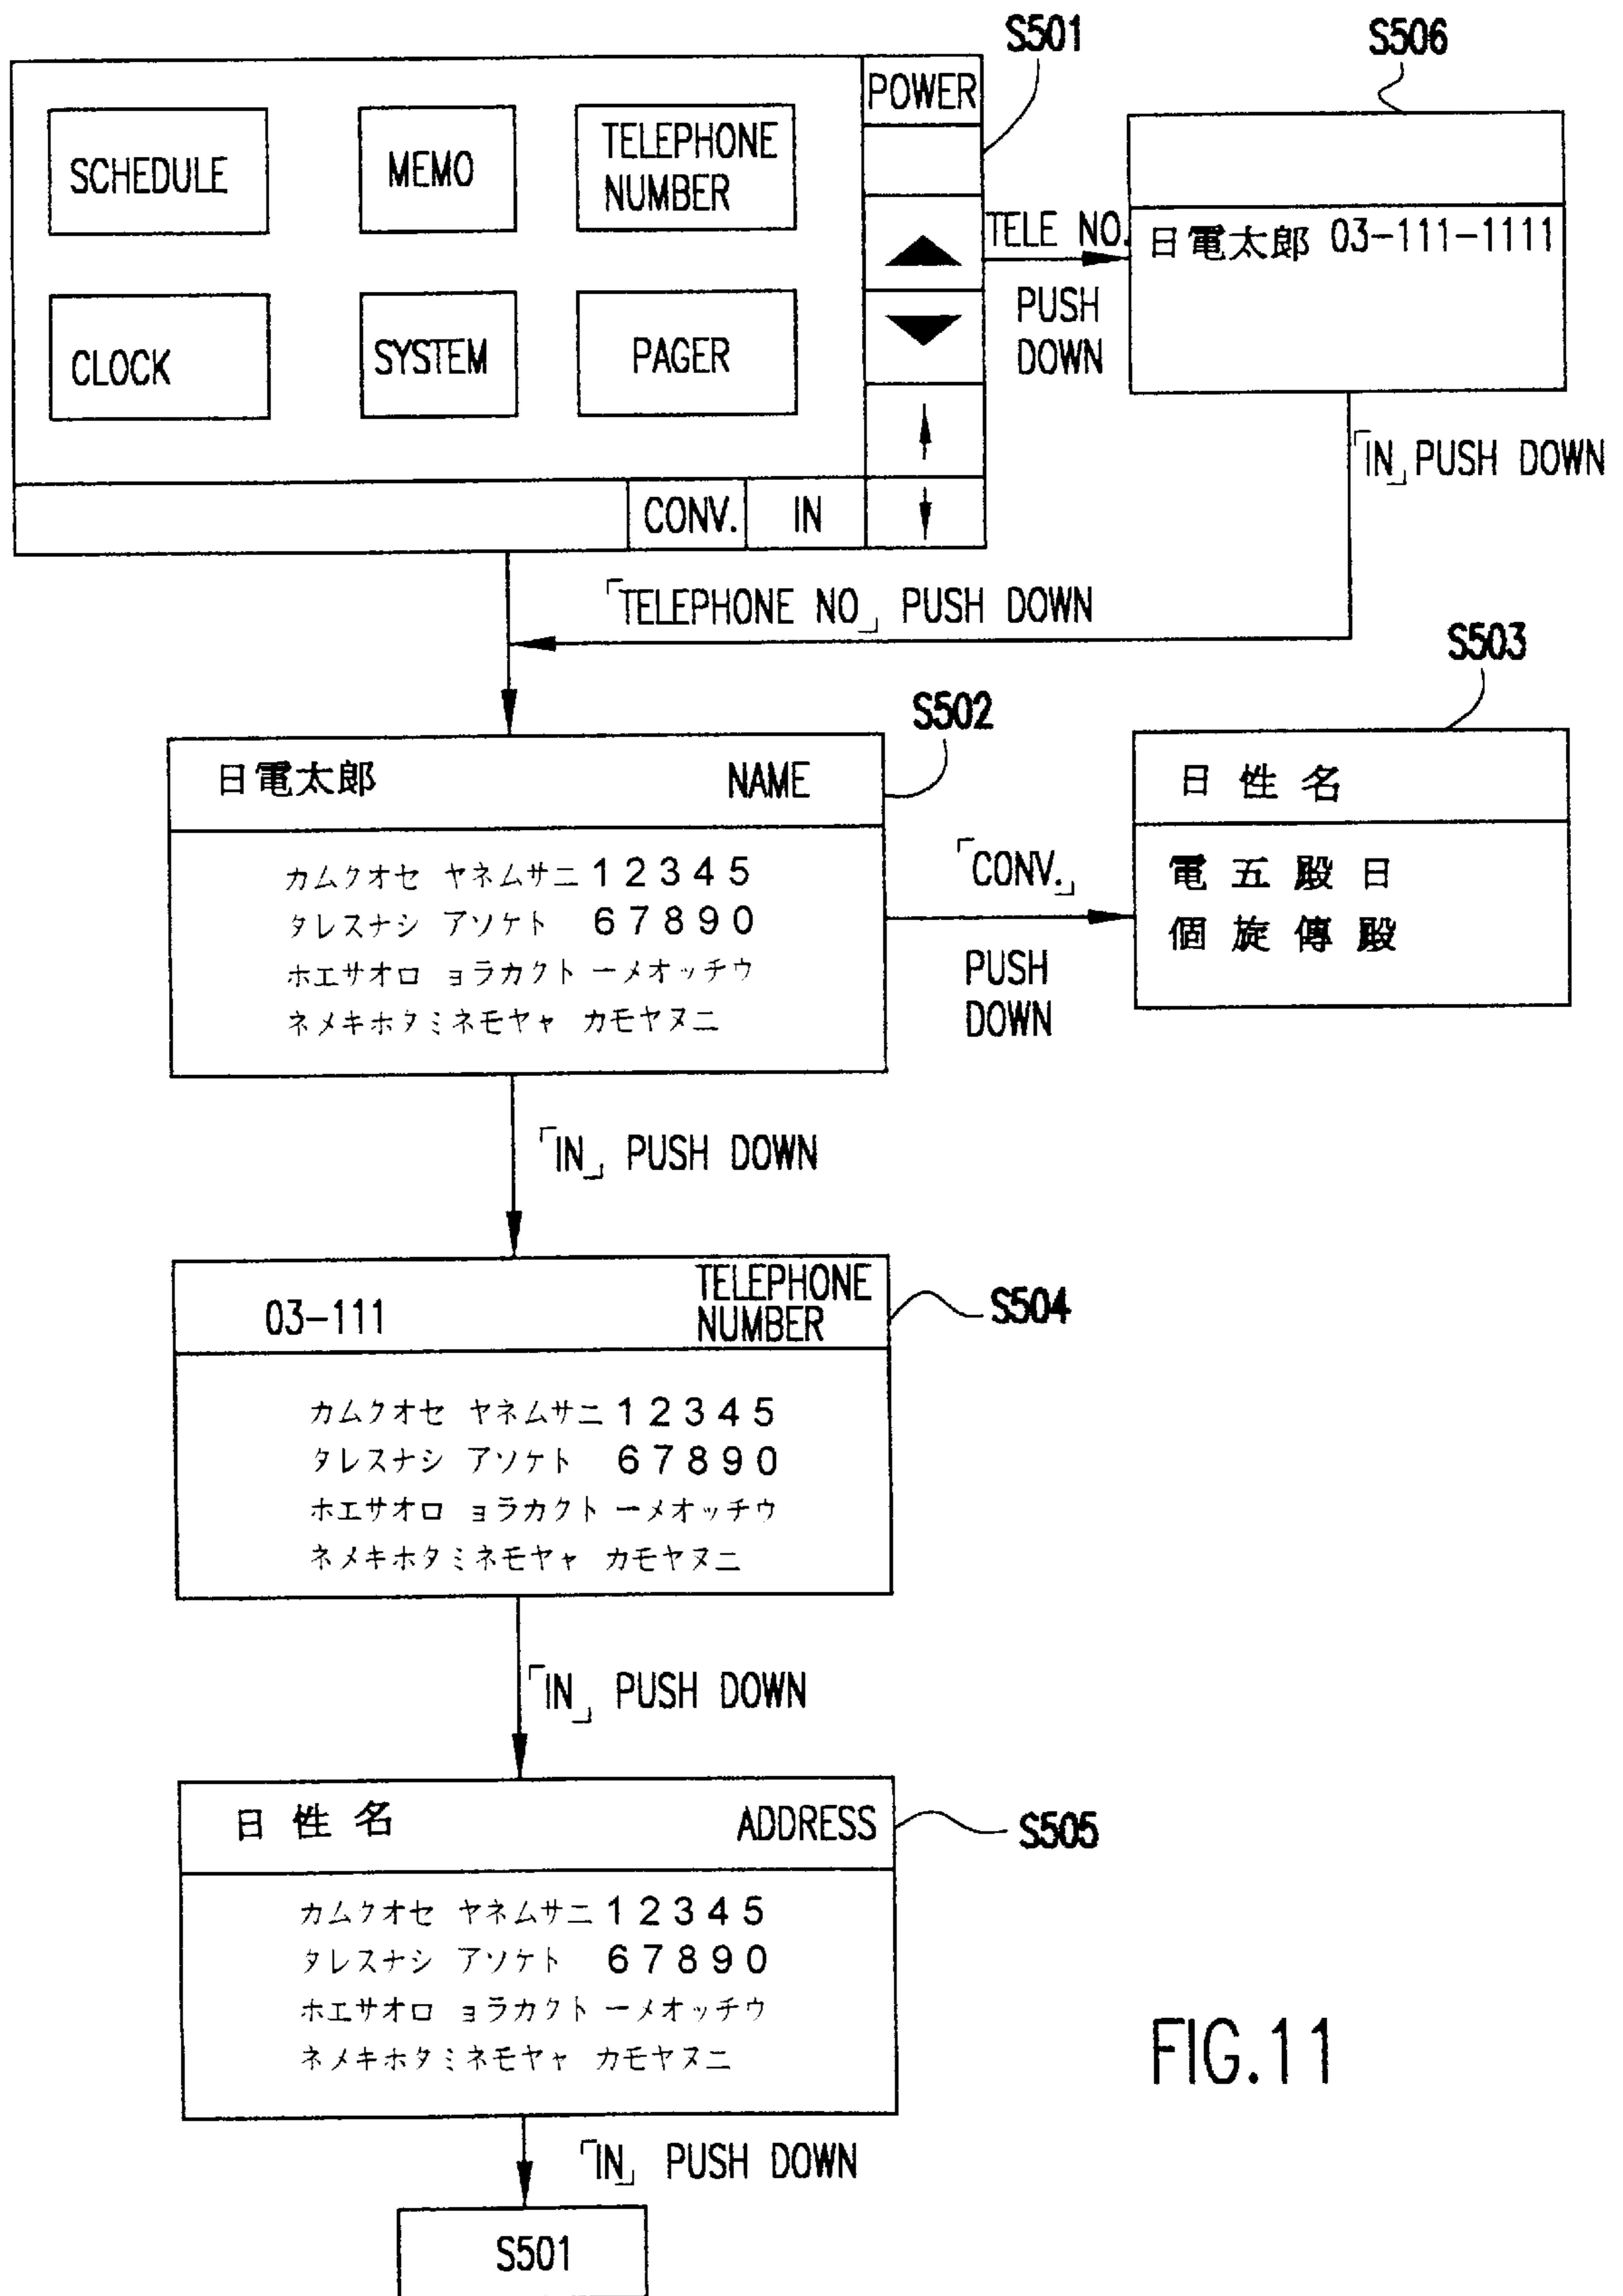 S501
S506
POWER
SCHEDULE
MEMO
TELEPHONE
NUMBER
TELE NO.
PUSH
DOWN
日電太郎 03-111-1111
CLOCK
SYSTEM
PAGER
「IN」 PUSH DOWN
CONV.
IN
「TELEPHONE NO」 PUSH DOWN
S503
S502
日電太郎
NAME
日 性 名
カムクオセ ヤネムサニ 1 2 3 4 5
タレスナシ アソケト 6 7 8 9 0
ホエサオロ ョラカクト ーメオッチウ
ネメキホタミネモヤャ カモヤヌニ
「CONV.」
PUSH
DOWN
電 五 殿 日
個 旋 傳 殿
「IN」 PUSH DOWN
03-111
TELEPHONE
NUMBER
S504
カムクオセ ヤネムサニ 1 2 3 4 5
タレスナシ アソケト 6 7 8 9 0
ホエサオロ ョラカクト ーメオッチウ
ネメキホタミネモヤャ カモヤヌニ
「IN」 PUSH DOWN
日 性 名
ADDRESS
S505
カムクオセ ヤネムサニ 1 2 3 4 5
タレスナシ アソケト 6 7 8 9 0
ホエサオロ ョラカクト ーメオッチウ
ネメキホタミネモヤャ カモヤヌニ
「IN」 PUSH DOWN
S501
FIG.11